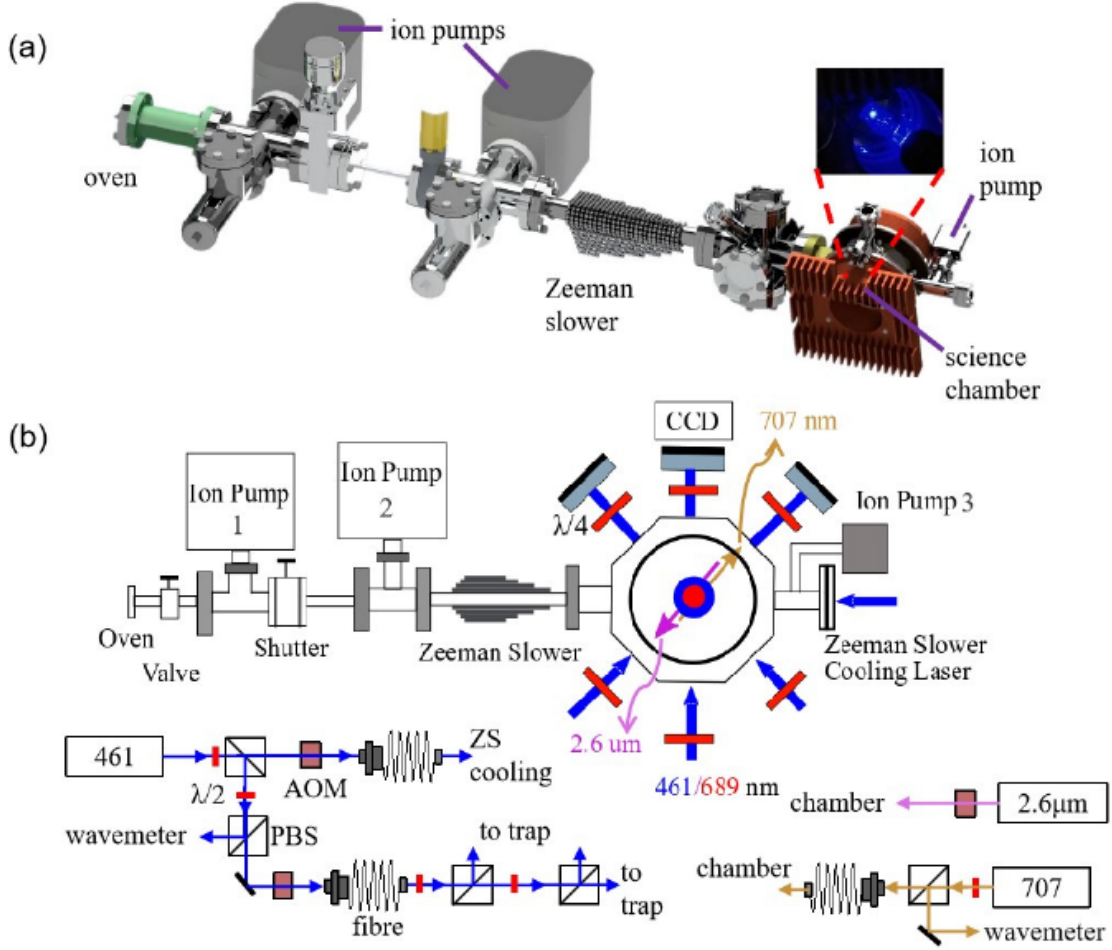 (a)
ion pumps
oven
ion
pump
Zeeman
slower
science
chamber
(b)
CCD
707 nm
Ion Pump
1
Ion Pump
2
λ/4
Ion Pump 3
Oven
Valve
Shutter
Zeeman Slower
Zeeman Slower
Cooling Laser
2.6 um
461/689 nm
461
ZS
cooling
λ/2
AOM
wavemeter
PBS
to trap
to
trap
fibre
chamber
2.6μm
chamber
707
wavemeter